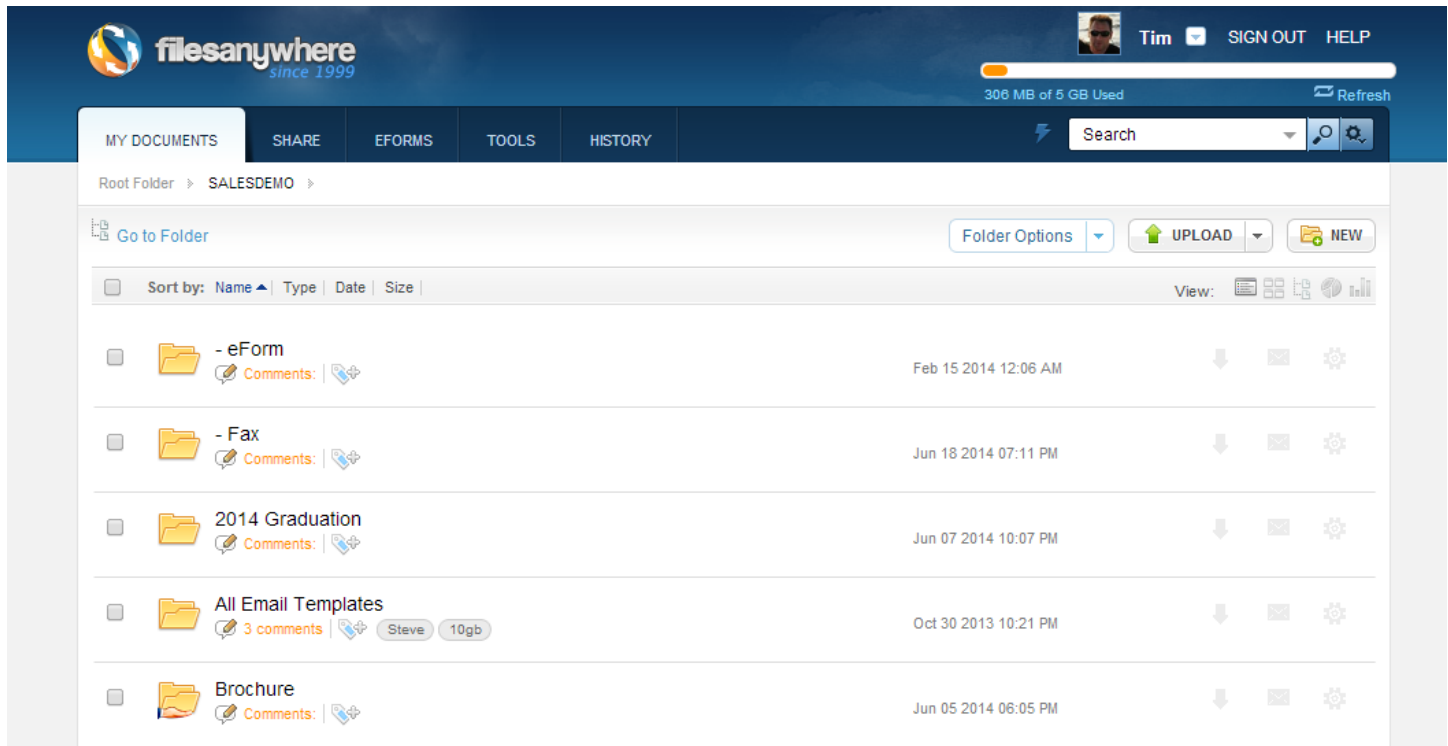 filesanywhere
since 1999
Tim SIGN OUT HELP
306 MB of 5 GB Used Refresh
MY DOCUMENTS SHARE EFORMS TOOLS HISTORY Search
Root Folder SALESDEMO
Go to Folder Folder Options UPLOAD NEW
Sort by: Name | Type | Date | Size | View:
- eForm
Comments: |
Feb 15 2014 12:06 AM
- Fax
Comments: |
Jun 18 2014 07:11 PM
2014 Graduation
Comments: |
Jun 07 2014 10:07 PM
All Email Templates
3 comments | Steve 10gb
Oct 30 2013 10:21 PM
Brochure
Comments: |
Jun 05 2014 06:05 PM